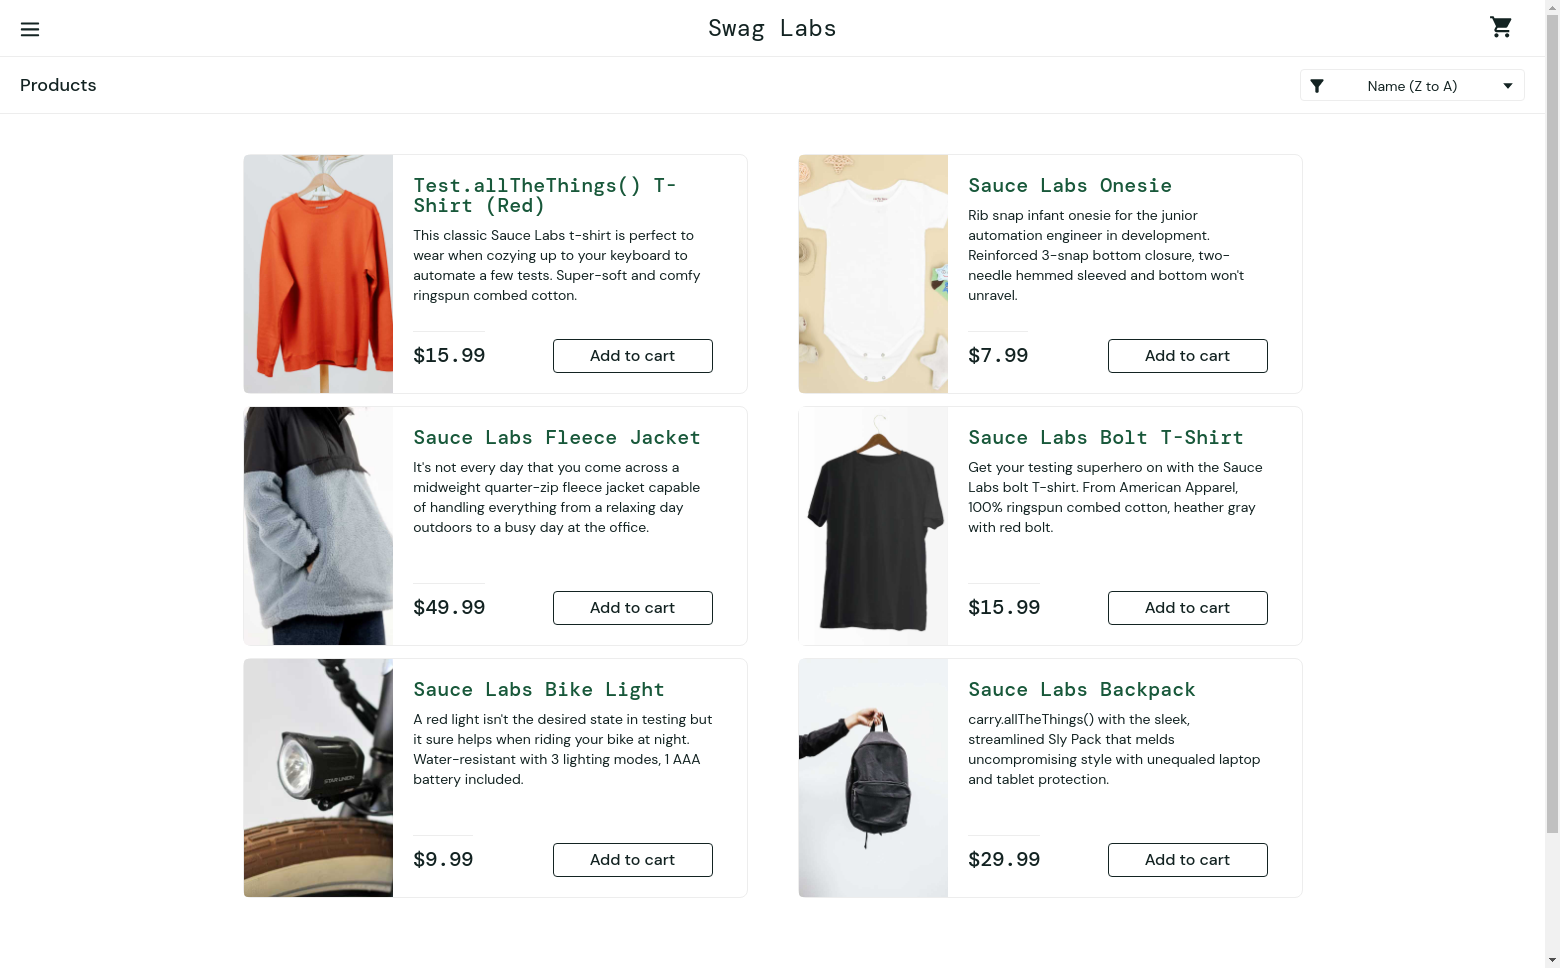 Swag Labs
Products
Name (Z to A)
Test.allTheThings() T-
Shirt (Red)
This classic Sauce Labs t-shirt is perfect to
wear when cozying up to your keyboard to
automate a few tests. Super-soft and comfy
ringspun combed cotton.
$15.99
Add to cart
Sauce Labs Onesie
Rib snap infant onesie for the junior
automation engineer in development.
Reinforced 3-snap bottom closure, two-
needle hemmed sleeved and bottom won't
unravel.
$7.99
Add to cart
Sauce Labs Fleece Jacket
It's not every day that you come across a
midweight quarter-zip fleece jacket capable
of handling everything from a relaxing day
outdoors to a busy day at the office.
$49.99
Add to cart
Sauce Labs Bolt T-Shirt
Get your testing superhero on with the Sauce
Labs bolt T-shirt. From American Apparel,
100% ringspun combed cotton, heather gray
with red bolt.
$15.99
Add to cart
STAR UNION
Sauce Labs Bike Light
A red light isn't the desired state in testing but
it sure helps when riding your bike at night.
Water-resistant with 3 lighting modes, 1 AAA
battery included.
$9.99
Add to cart
Sauce Labs Backpack
carry.allTheThings() with the sleek,
streamlined Sly Pack that melds
uncompromising style with unequaled laptop
and tablet protection.
$29.99
Add to cart